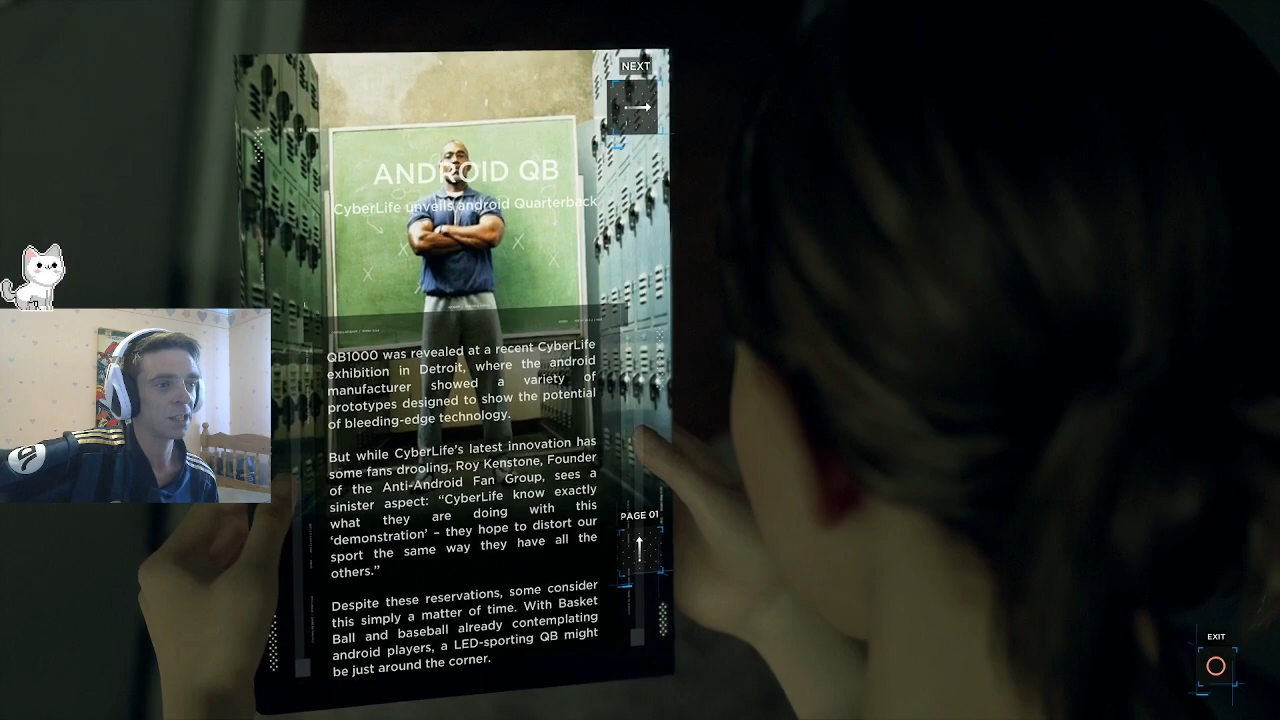 NEXT
ANDROID QB
CyberLife unveils android Quarterback
QB1000 was revealed at a recent CyberLife
exhibition in Detroit, where the android
manufacturer showed a variety of
prototypes designed to show the potential
of bleeding-edge technology.
But while CyberLife's latest innovation has
some fans drooling, Roy Kenstone, Founder
of the Anti-Android Fan Group, sees a
sinister aspect: “CyberLife know exactly
what they are doing with this
‘demonstration’ – they hope to distort our
sport the same way they have all the
others.”
PAGE 01
Despite these reservations, some consider
this simply a matter of time. With Basket
Ball and baseball already contemplating
android players, a LED-sporting QB might
be just around the corner.
EXIT